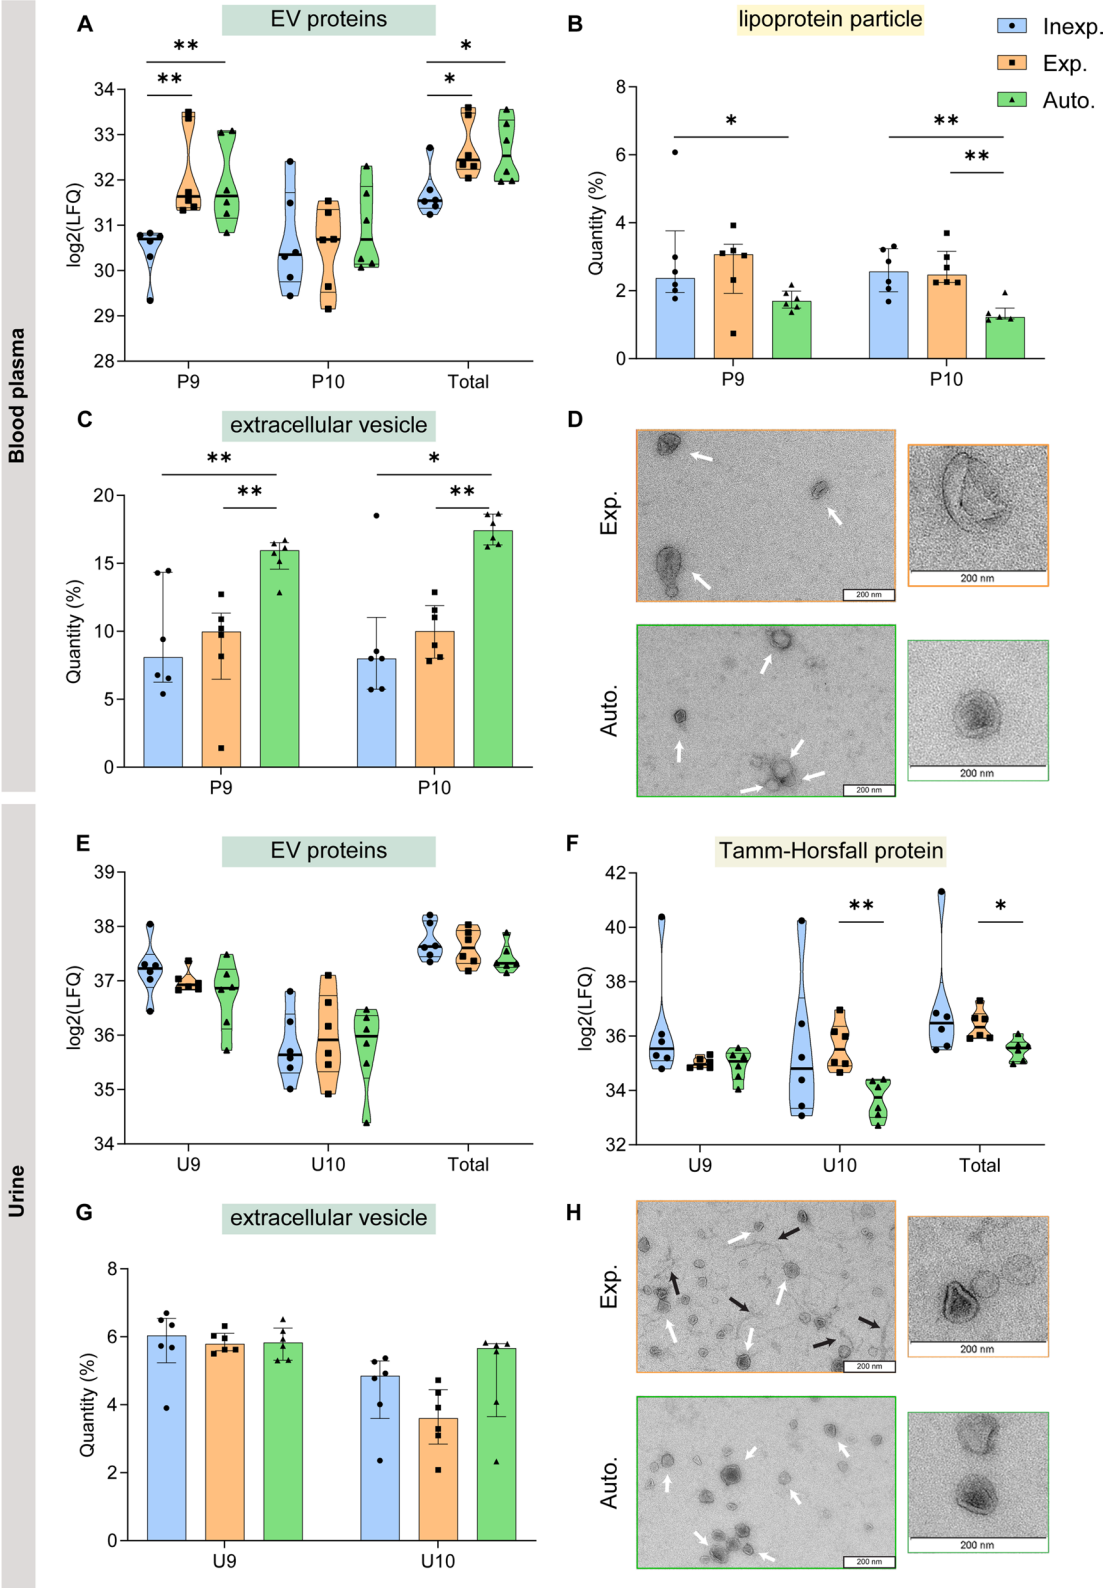 Blood plasma
A
EV proteins
** **
* *
log2(LFQ)
34
33
32
31
30
29
28
P9 P10 Total
B
lipoprotein particle
Inexp.
Exp.
Auto.
* **
**
Quantity (%)
8
6
4
2
0
P9 P10
C
extracellular vesicle
** *
** **
Quantity (%)
20
15
10
5
0
P9 P10
D
Exp.
200 nm
200 nm
Auto.
200 nm
200 nm
Urine
E
EV proteins
log2(LFQ)
39
38
37
36
35
34
U9 U10 Total
F
Tamm-Horsfall protein
** *
log2(LFQ)
42
40
38
36
34
32
U9 U10 Total
G
extracellular vesicle
Quantity (%)
8
6
4
2
0
U9 U10
H
Exp.
200 nm
200 nm
Auto.
200 nm
200 nm